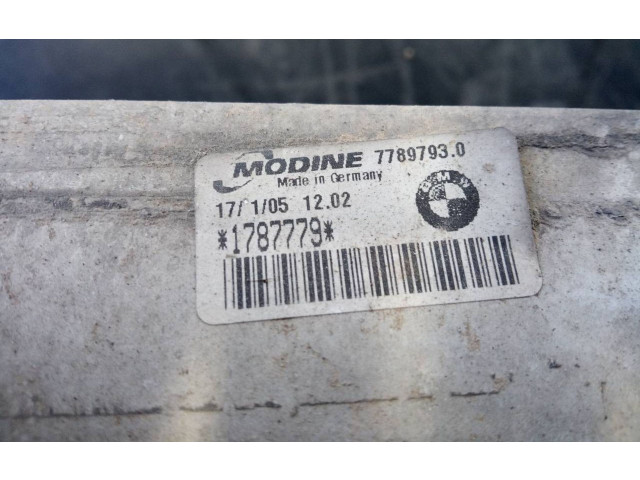 MODINE 7789793.0
Made in Germany
17/ 1/05 12.02
BMW
*1787779*